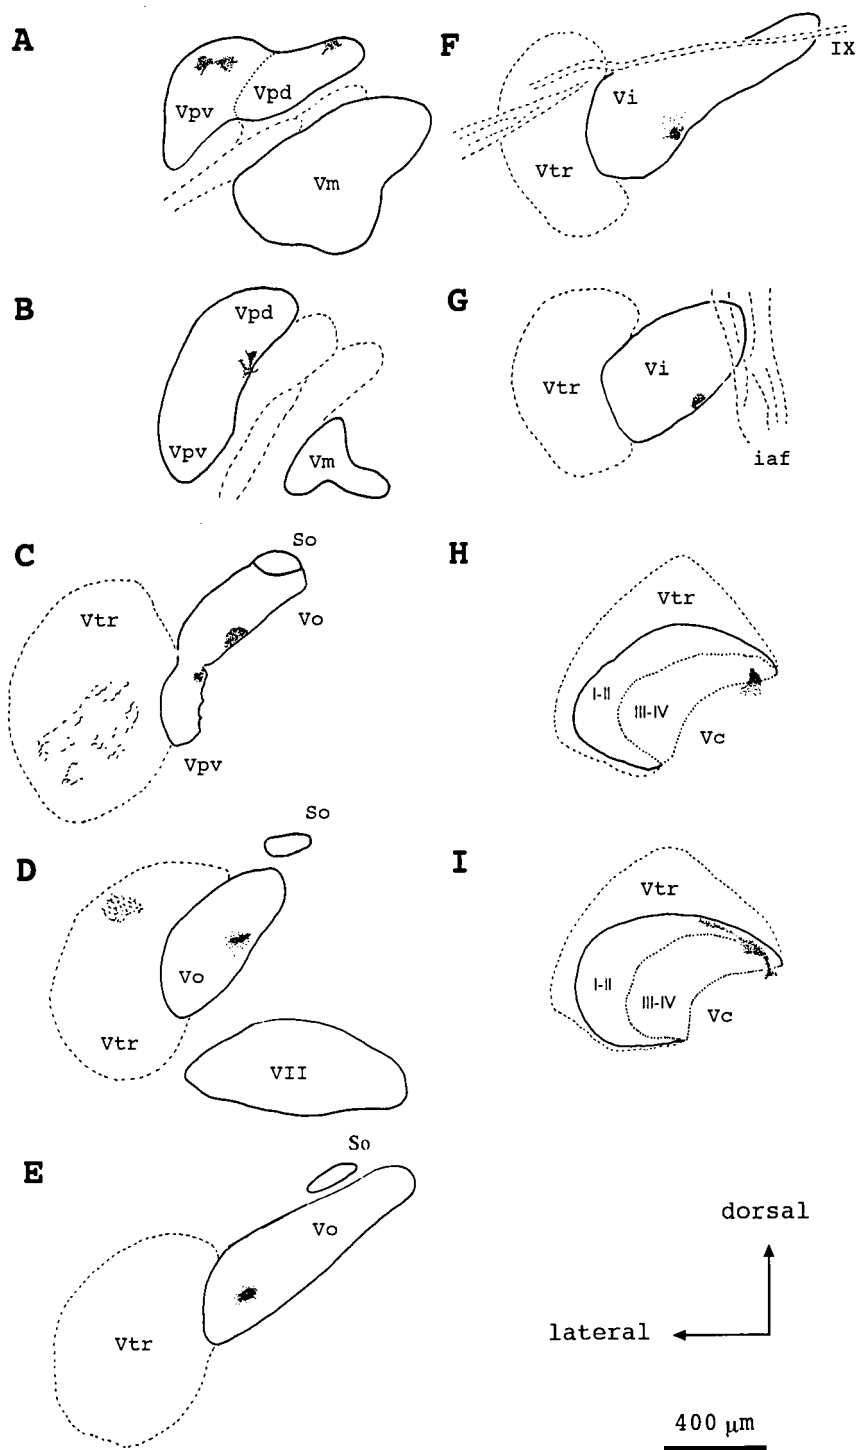 A
Vpv
Vpd
Vm
B
Vpd
Vpv
Vm
C
So
Vtr
Vo
Vpv
D
So
Vo
Vtr
VII
E
So
Vo
Vtr
F
IX
Vi
Vtr
G
Vi
Vtr
iaf
H
Vtr
I-II
III-IV
Vc
I
Vtr
I-II
III-IV
Vc
dorsal
lateral
400 µm